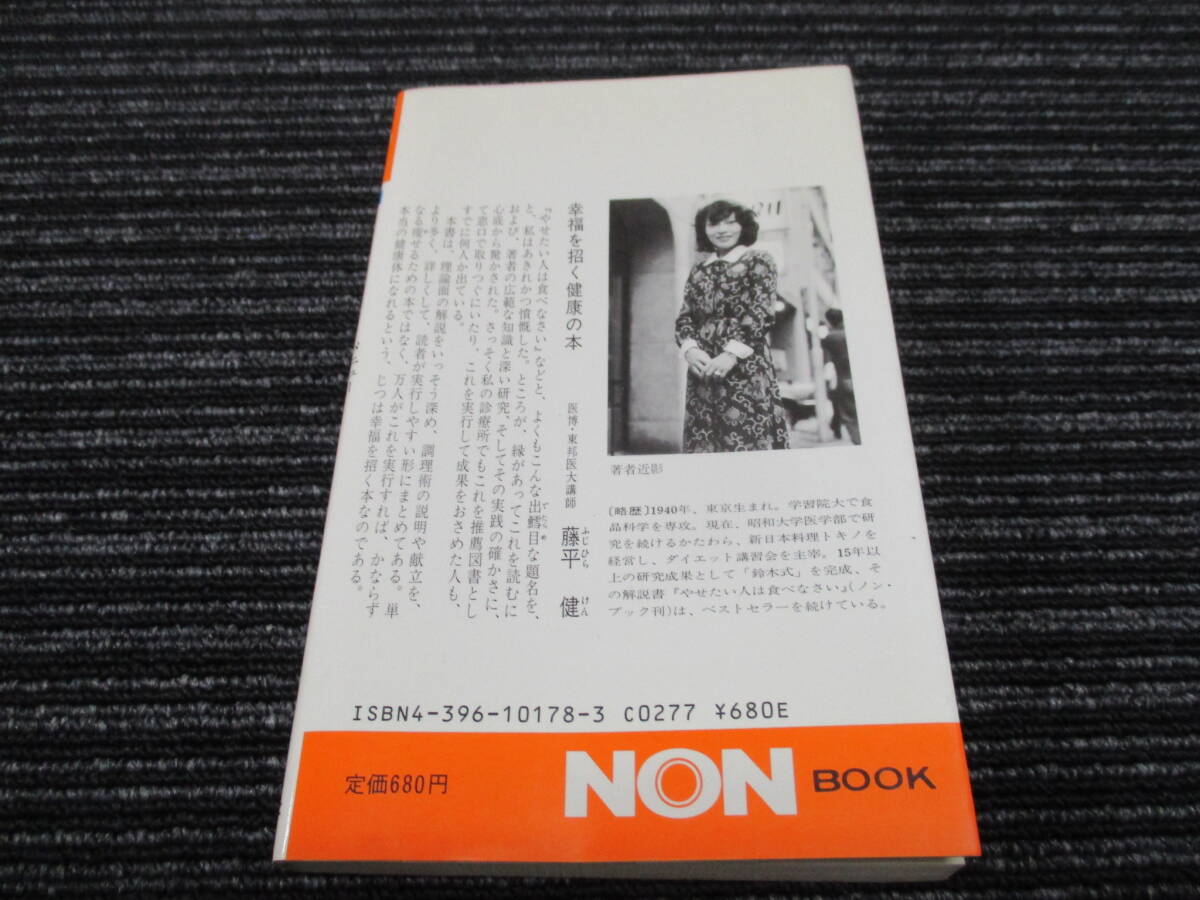 幸福を招く健康の本
医博・東邦医大講師 藤平 健
ふじひら けん
『やせたい人は食べなさい』などと、よくもこんな出鱈目な題名を、
でたらめ
と、私はあきれかつ憤慨した。ところが、縁があってこれを読むに
および、著者の広範な知識と深い研究、そしてその実践の確かさに、
心底から驚かされた。さっそく私の診療所でもこれを推薦図書とし
て窓口で取りつぐにいたり、これを実行して成果をおさめた人も、
すでに何人か出ている。
本書は、理論面の解説をいっそう深め、調理術の説明や献立を、
より多く、詳しくして、読者が実行しやすい形にまとめてある。単
なる痩せるための本ではなく、万人がこれを実行すれば、かならず
本当の健康体になれるという、じつは幸福を招く本なのである。
著者近影
〔略歴〕1940年、東京生まれ。学習院大で食
品科学を専攻。現在、昭和大学医学部で研
究を続けるかたわら、新日本料理トキノを
経営し、ダイエット講習会を主宰。15年以
上の研究成果として「鈴木式」を完成、そ
の解説書『やせたい人は食べなさい』(ノン・
ブック刊)は、ベストセラーを続けている。
ISBN4-396-10178-3 C0277 ¥680E
定価680円
NON BOOK